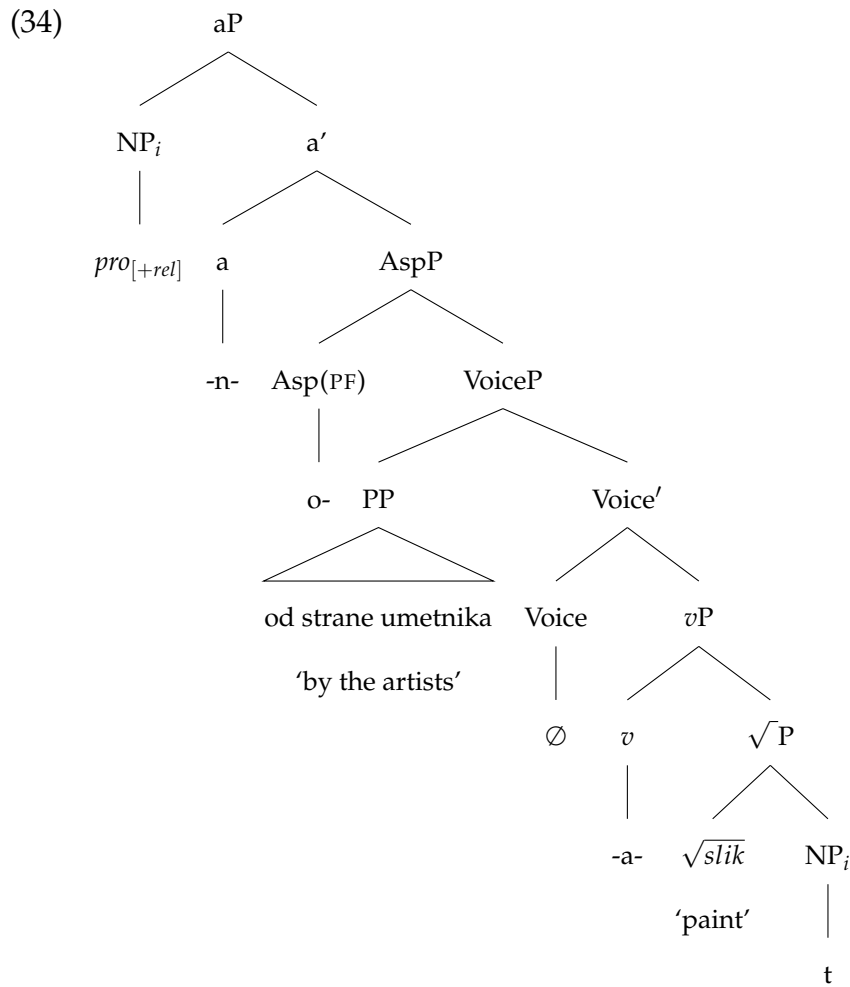 (34) aP
NPᵢ a'
pro[+rel] a AspP
-n- Asp(PF) VoiceP
o- PP Voice′
od strane umetnika Voice vP
‘by the artists’
∅ v √P
-a- √slik NPᵢ
‘paint’
t